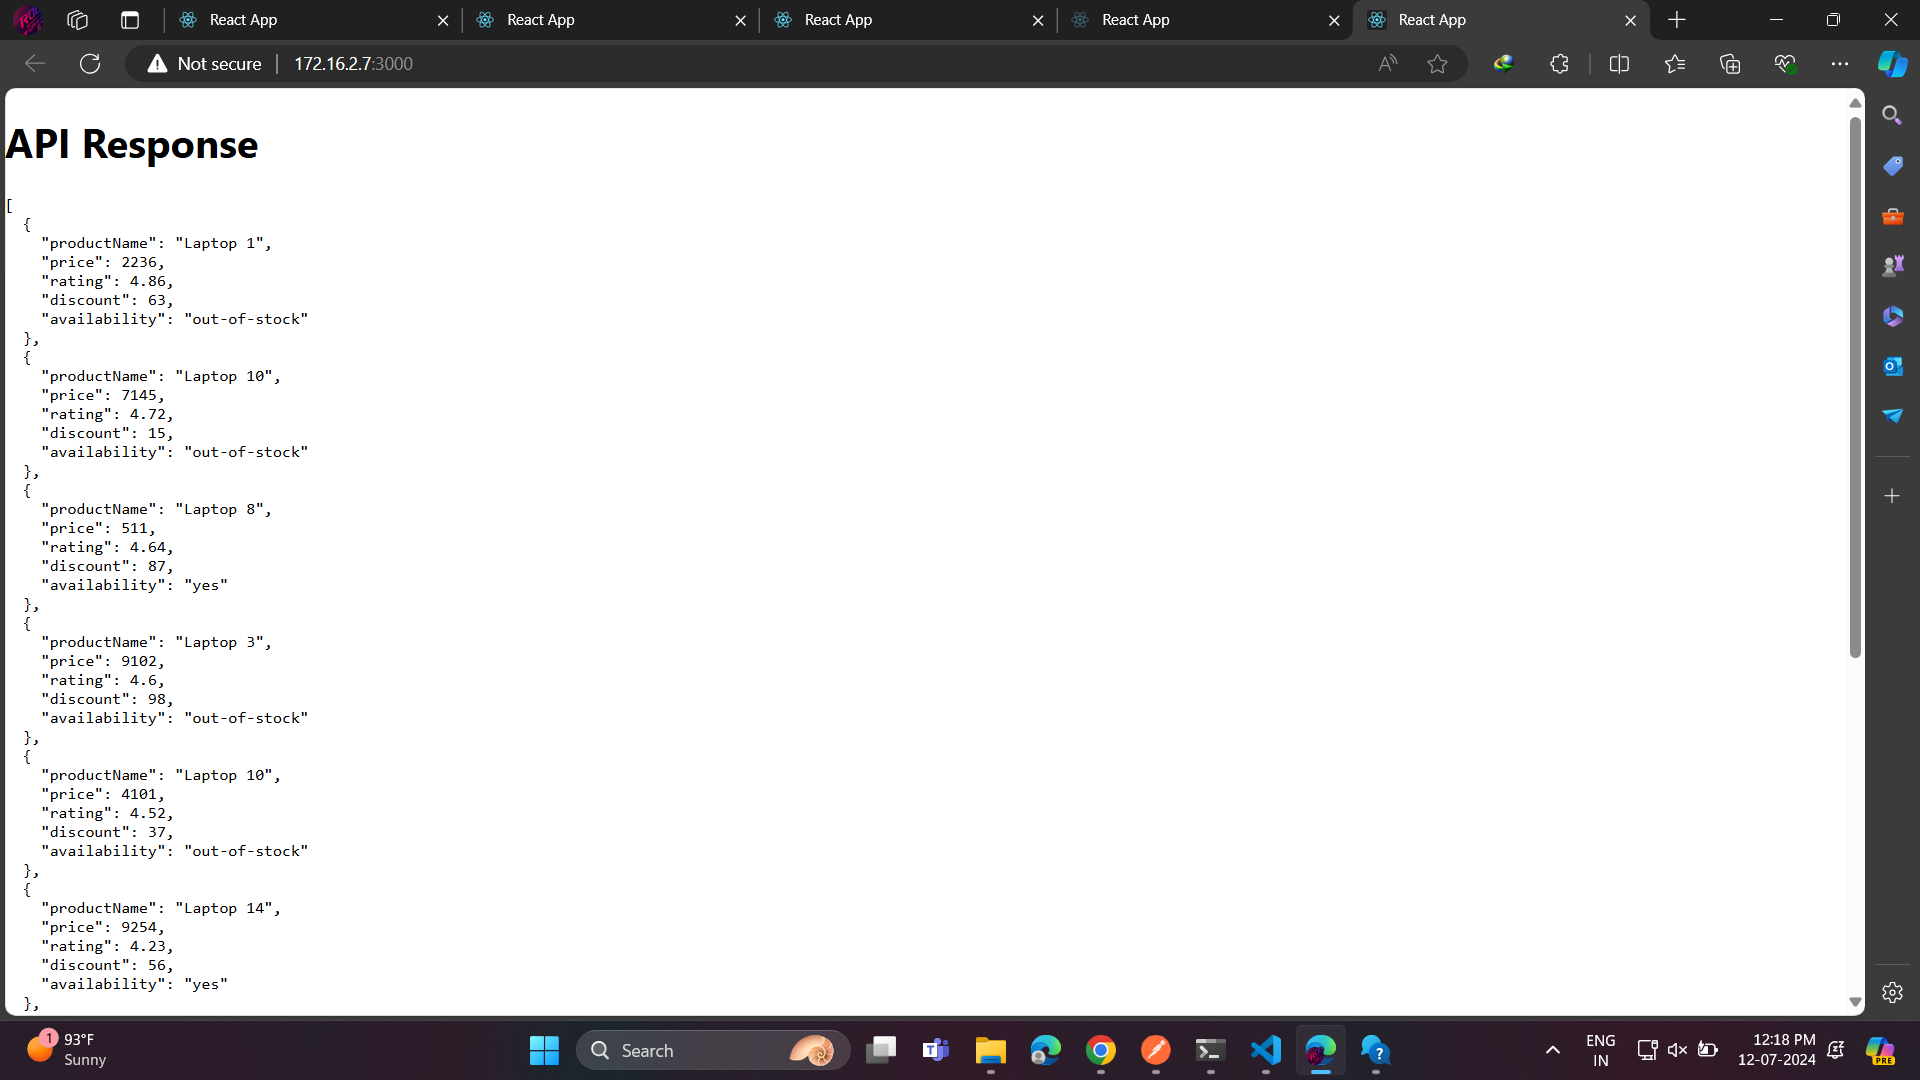 React App
React App
React App
React App
React App
Not secure
172.16.2.7:3000
API Response
[
  {
    "productName": "Laptop 1",
    "price": 2236,
    "rating": 4.86,
    "discount": 63,
    "availability": "out-of-stock"
  },
  {
    "productName": "Laptop 10",
    "price": 7145,
    "rating": 4.72,
    "discount": 15,
    "availability": "out-of-stock"
  },
  {
    "productName": "Laptop 8",
    "price": 511,
    "rating": 4.64,
    "discount": 87,
    "availability": "yes"
  },
  {
    "productName": "Laptop 3",
    "price": 9102,
    "rating": 4.6,
    "discount": 98,
    "availability": "out-of-stock"
  },
  {
    "productName": "Laptop 10",
    "price": 4101,
    "rating": 4.52,
    "discount": 37,
    "availability": "out-of-stock"
  },
  {
    "productName": "Laptop 14",
    "price": 9254,
    "rating": 4.23,
    "discount": 56,
    "availability": "yes"
  },
1
93°F
Sunny
Search
ENG
IN
12:18 PM
12-07-2024
PRE